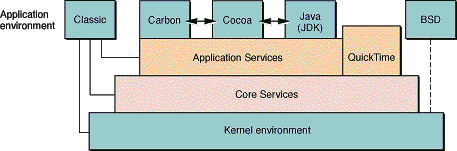 Application
environment
Classic
Carbon
Cocoa
Java
(JDK)
BSD
Application Services
QuickTime
Core Services
Kernel environment